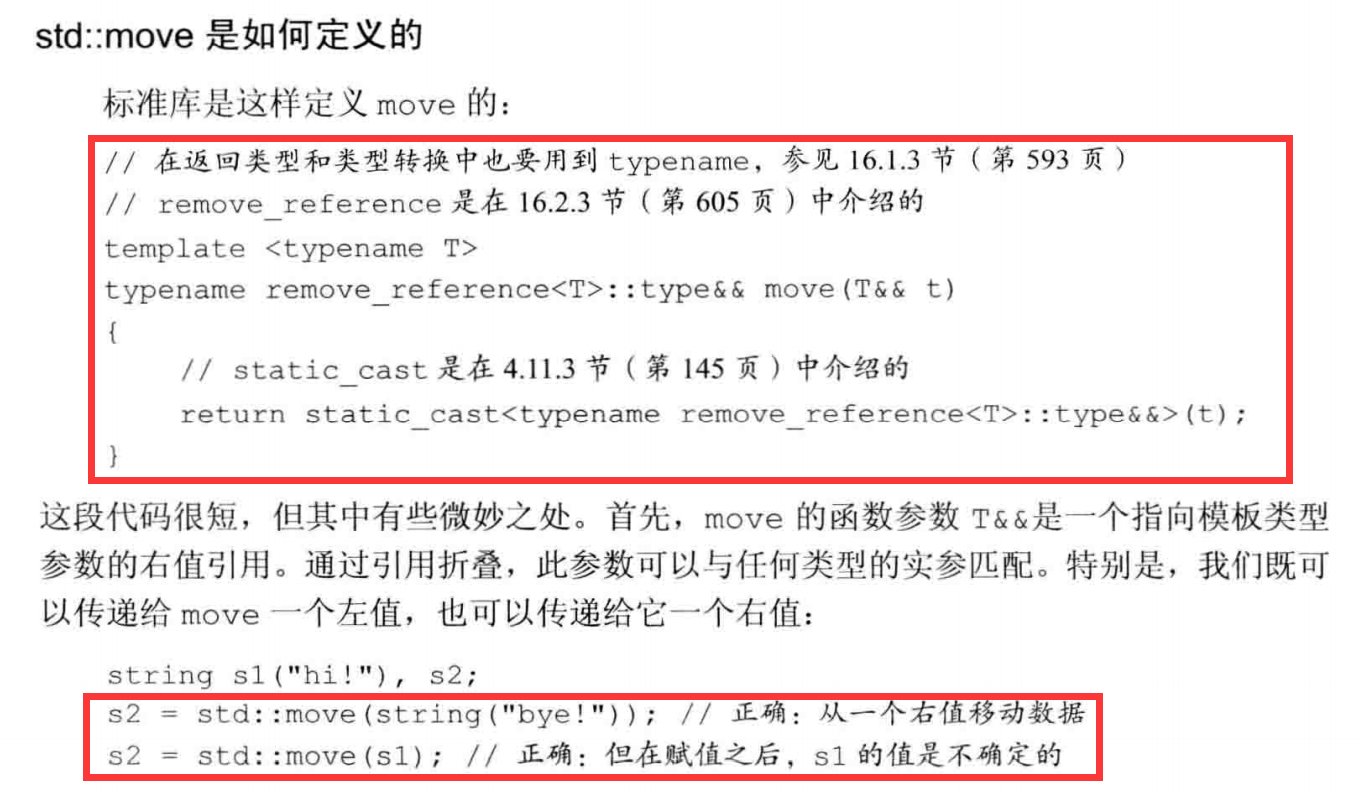 std::move 是如何定义的
标准库是这样定义 move 的：
// 在返回类型和类型转换中也要用到 typename，参见 16.1.3 节（第 593 页）
// remove_reference 是在 16.2.3 节（第 605 页）中介绍的
template <typename T>
typename remove_reference<T>::type&& move(T&& t)
{
// static_cast 是在 4.11.3 节（第 145 页）中介绍的
return static_cast<typename remove_reference<T>::type&&>(t);
}
这段代码很短，但其中有些微妙之处。首先，move 的函数参数 T&&是一个指向模板类型
参数的右值引用。通过引用折叠，此参数可以与任何类型的实参匹配。特别是，我们既可
以传递给 move 一个左值，也可以传递给它一个右值：
string s1("hi!"), s2;
s2 = std::move(string("bye!")); // 正确：从一个右值移动数据
s2 = std::move(s1); // 正确：但在赋值之后，s1 的值是不确定的